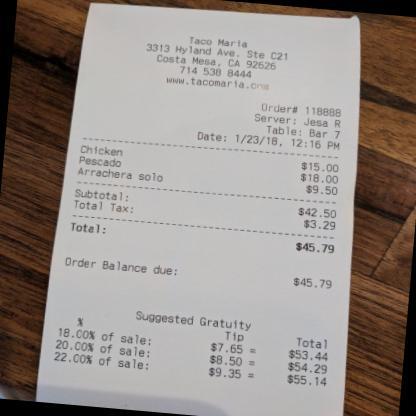 Taco Maria
3313 Hyland Ave. Ste C21
Costa Mesa, CA 92626
714 538 8444
www.tacomaria.com
Order# 118888
Server: Jesa R
Table: Bar 7
Date: 1/23/18, 12:16 PM
Chicken $15.00
Pescado $18.00
Arrachera solo $9.50
Subtotal: $42.50
Total Tax: $3.29
Total: $45.79
Order Balance due: $45.79
Suggested Gratuity
% Tip Total
18.00% of sale: $7.65 = $53.44
20.00% of sale: $8.50 = $54.29
22.00% of sale: $9.35 = $55.14